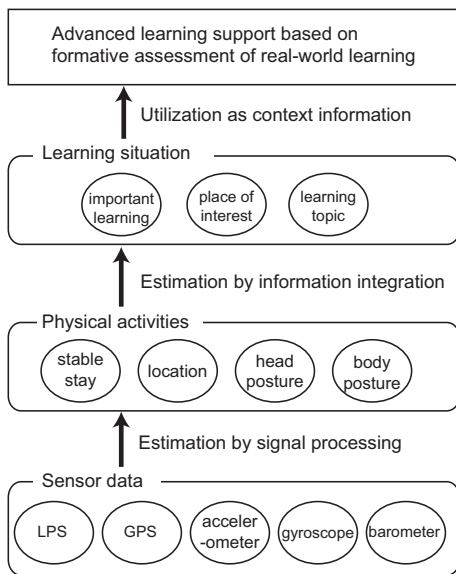 Advanced learning support based on
formative assessment of real-world learning
Utilization as context information
Learning situation
important
learning
place of
interest
learning
topic
Estimation by information integration
Physical activities
stable
stay
location
head
posture
body
posture
Estimation by signal processing
Sensor data
LPS
GPS
acceler
-ometer
gyroscope
barometer